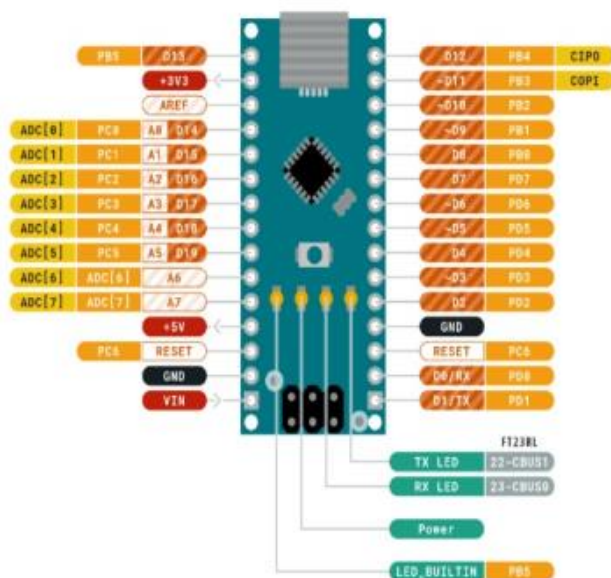 PB5 D13 D12 PB4 CIPO
+3V3 ~D11 PB3 COPI
AREF ~D10 PB2
ADC[0] PC0 A0 D14 ~D9 PB1
ADC[1] PC1 A1 D15 D8 PB0
ADC[2] PC2 A2 D16 D7 PD7
ADC[3] PC3 A3 D17 ~D6 PD6
ADC[4] PC4 A4 D18 ~D5 PD5
ADC[5] PC5 A5 D19 D4 PD4
ADC[6] ADC[6] A6 ~D3 PD3
ADC[7] ADC[7] A7 D2 PD2
+5V GND
PC6 RESET RESET PC6
GND D0/RX PD0
VIN D1/TX PD1
FT23BL
TX LED 22-CBUS1
RX LED 23-CBUS0
Power
LED_BUILTIN PB5